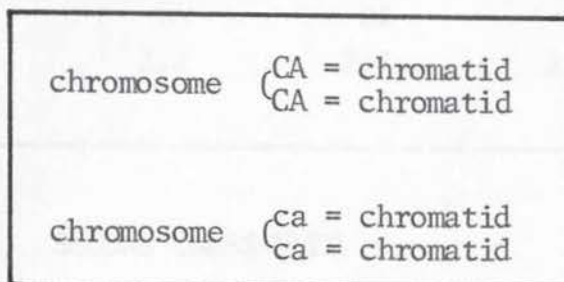 chromosome (CA = chromatid
CA = chromatid
chromosome (ca = chromatid
ca = chromatid